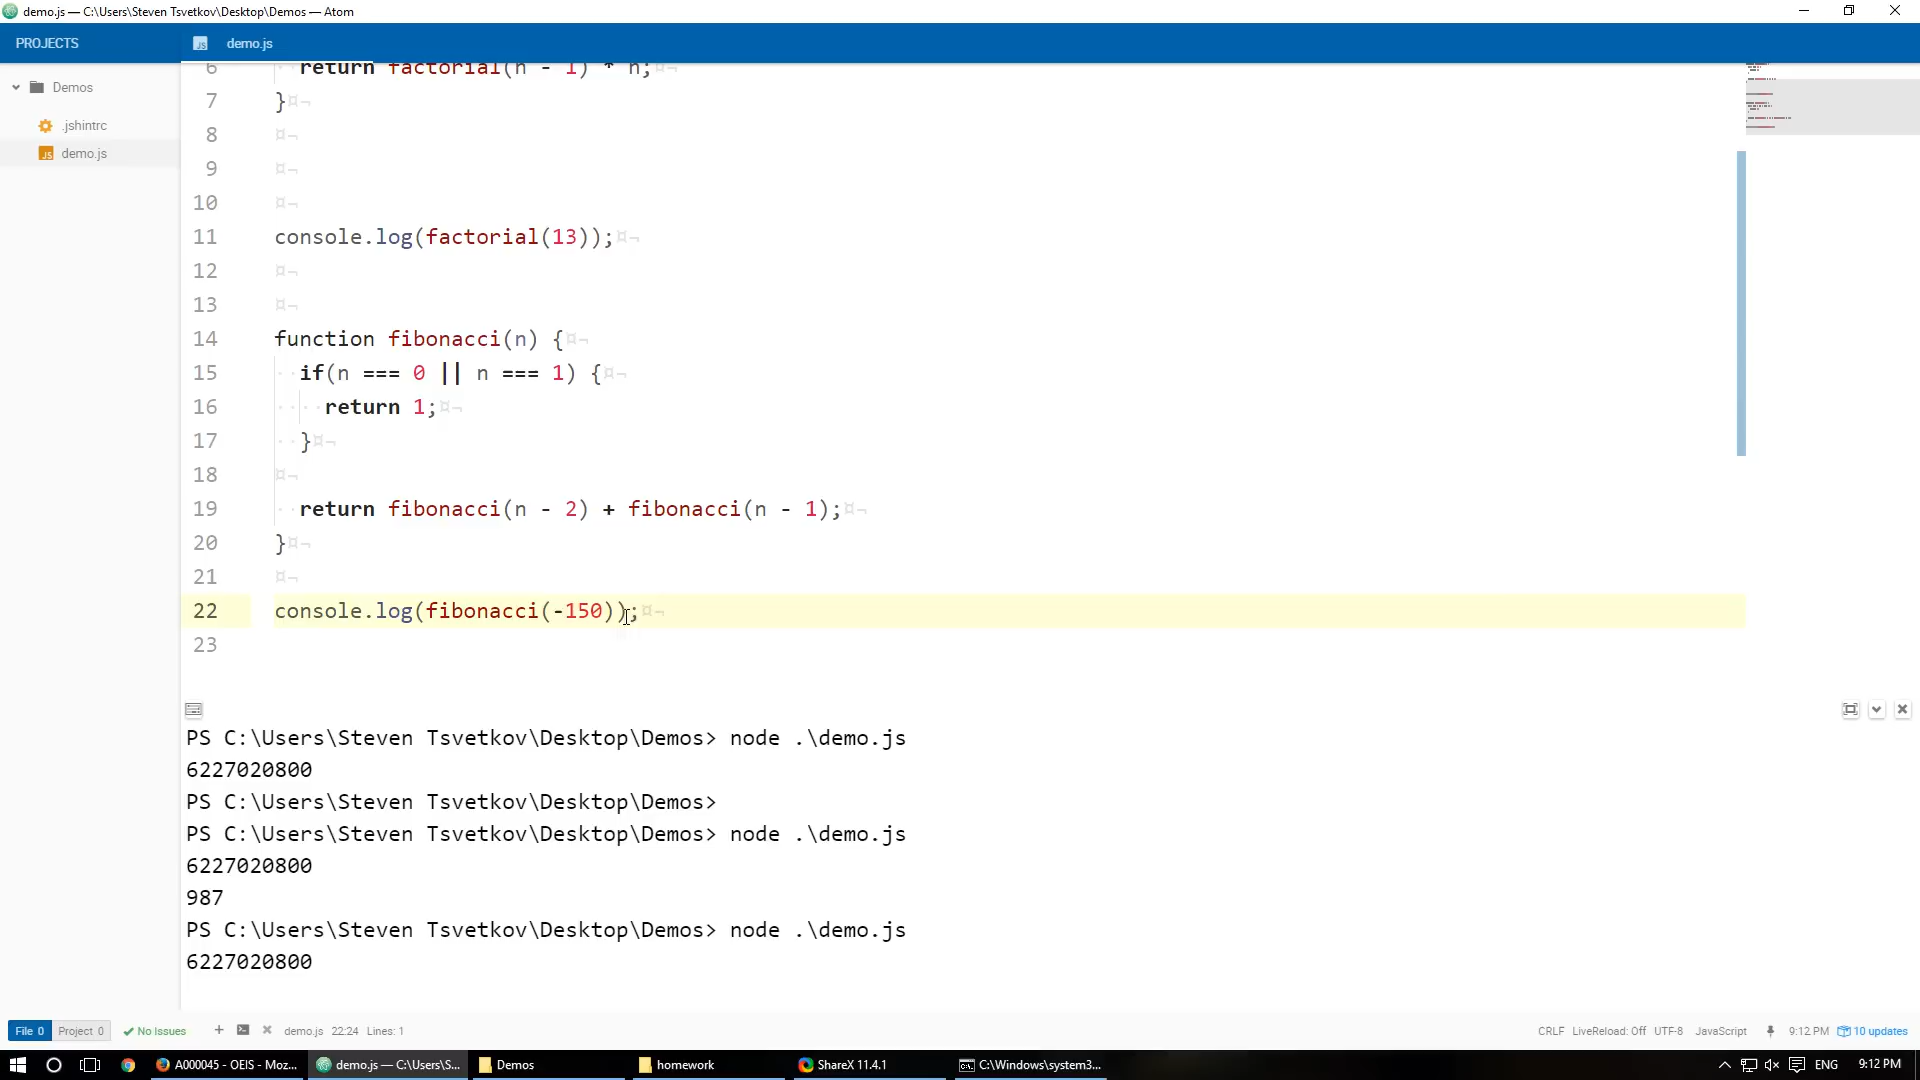 demo.js — C:\Users\Steven Tsvetkov\Desktop\Demos — Atom
PROJECTS
demo.js
Demos
.jshintrc
demo.js
6 return factorial(n - 1) * n;
7 }
8
9
10
11 console.log(factorial(13));
12
13
14 function fibonacci(n) {
15 if(n === 0 || n === 1) {
16 return 1;
17 }
18
19 return fibonacci(n - 2) + fibonacci(n - 1);
20 }
21
22 console.log(fibonacci(-150));
23
PS C:\Users\Steven Tsvetkov\Desktop\Demos> node .\demo.js
6227020800
PS C:\Users\Steven Tsvetkov\Desktop\Demos>
PS C:\Users\Steven Tsvetkov\Desktop\Demos> node .\demo.js
6227020800
987
PS C:\Users\Steven Tsvetkov\Desktop\Demos> node .\demo.js
6227020800
File 0 Project 0 No Issues demo.js 22:24 Lines: 1 CRLF LiveReload: Off UTF-8 JavaScript 9:12 PM 10 updates
A000045 - OEIS - Moz... demo.js — C:\Users\S... Demos homework ShareX 11.4.1 C:\Windows\system3... ENG 9:12 PM